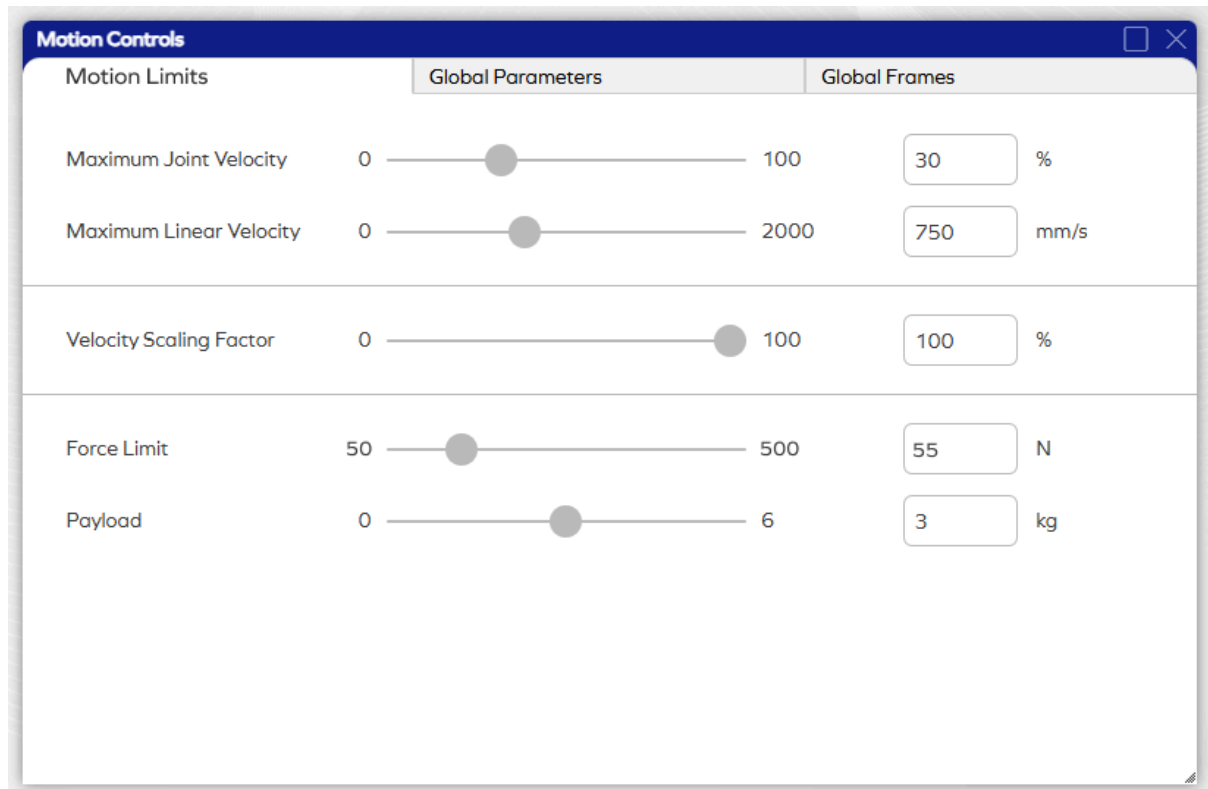 Motion Controls
Motion Limits Global Parameters Global Frames
Maximum Joint Velocity 0 100 30 %
Maximum Linear Velocity 0 2000 750 mm/s
Velocity Scaling Factor 0 100 100 %
Force Limit 50 500 55 N
Payload 0 6 3 kg